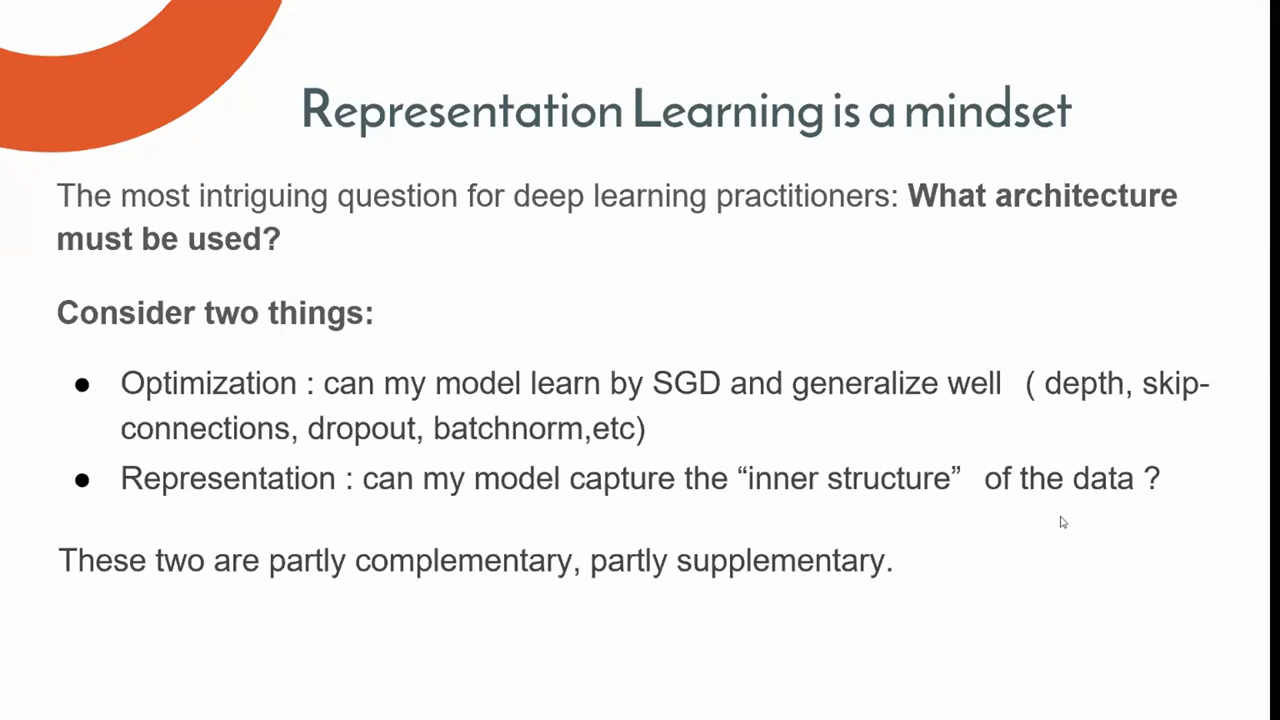 Representation Learning is a mindset
The most intriguing question for deep learning practitioners: What architecture
must be used?
Consider two things:
● Optimization : can my model learn by SGD and generalize well ( depth, skip-
connections, dropout, batchnorm,etc)
● Representation : can my model capture the “inner structure” of the data ?
These two are partly complementary, partly supplementary.